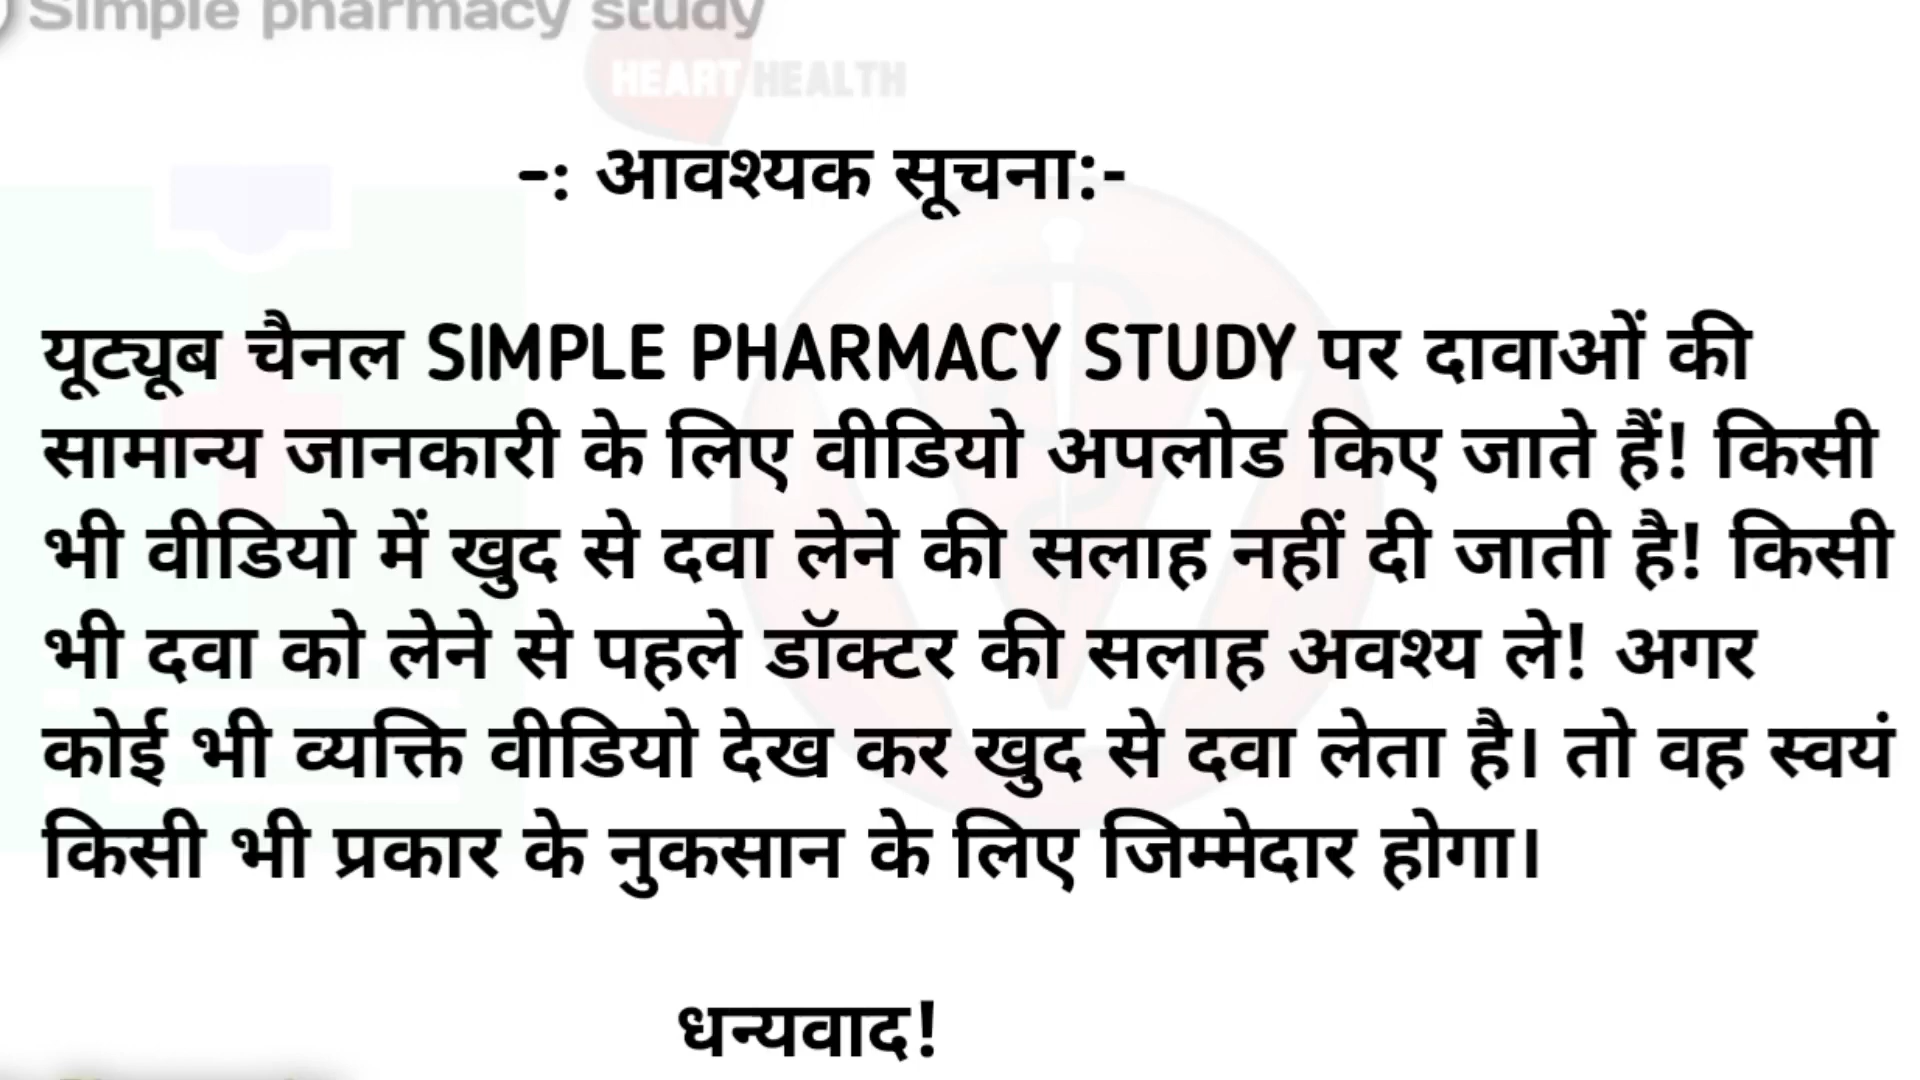 Simple pharmacy study
HEART HEALTH
-: आवश्यक सूचना:-
यूट्यूब चैनल SIMPLE PHARMACY STUDY पर दावाओं की
सामान्य जानकारी के लिए वीडियो अपलोड किए जाते हैं! किसी
भी वीडियो में खुद से दवा लेने की सलाह नहीं दी जाती है! किसी
भी दवा को लेने से पहले डॉक्टर की सलाह अवश्य ले! अगर
कोई भी व्यक्ति वीडियो देख कर खुद से दवा लेता है। तो वह स्वयं
किसी भी प्रकार के नुकसान के लिए जिम्मेदार होगा।
धन्यवाद!